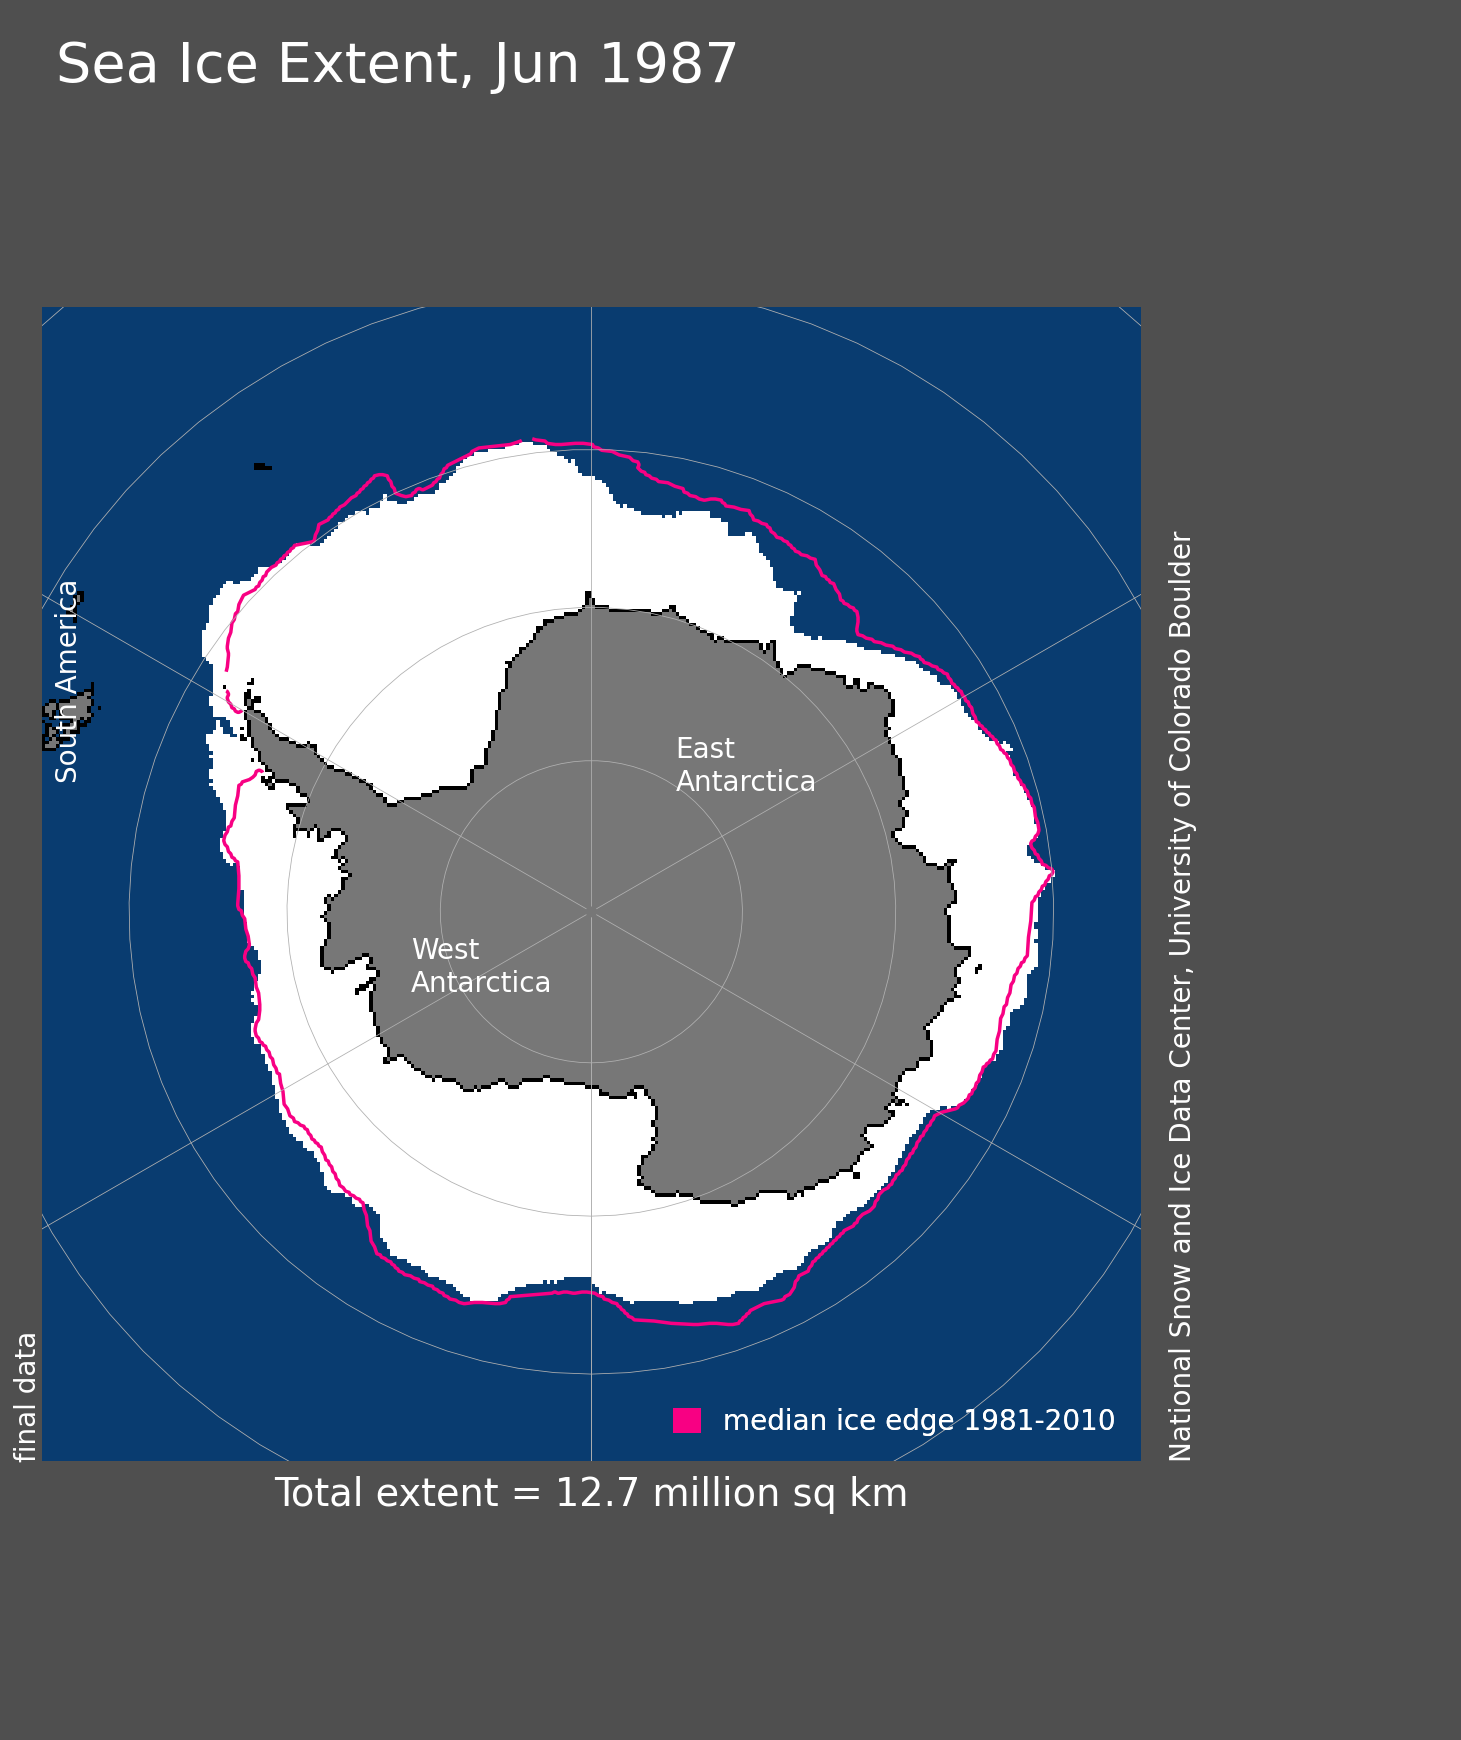 Sea Ice Extent, Jun 1987
South America
East
Antarctica
West
Antarctica
median ice edge 1981-2010
final data
National Snow and Ice Data Center, University of Colorado Boulder
Total extent = 12.7 million sq km